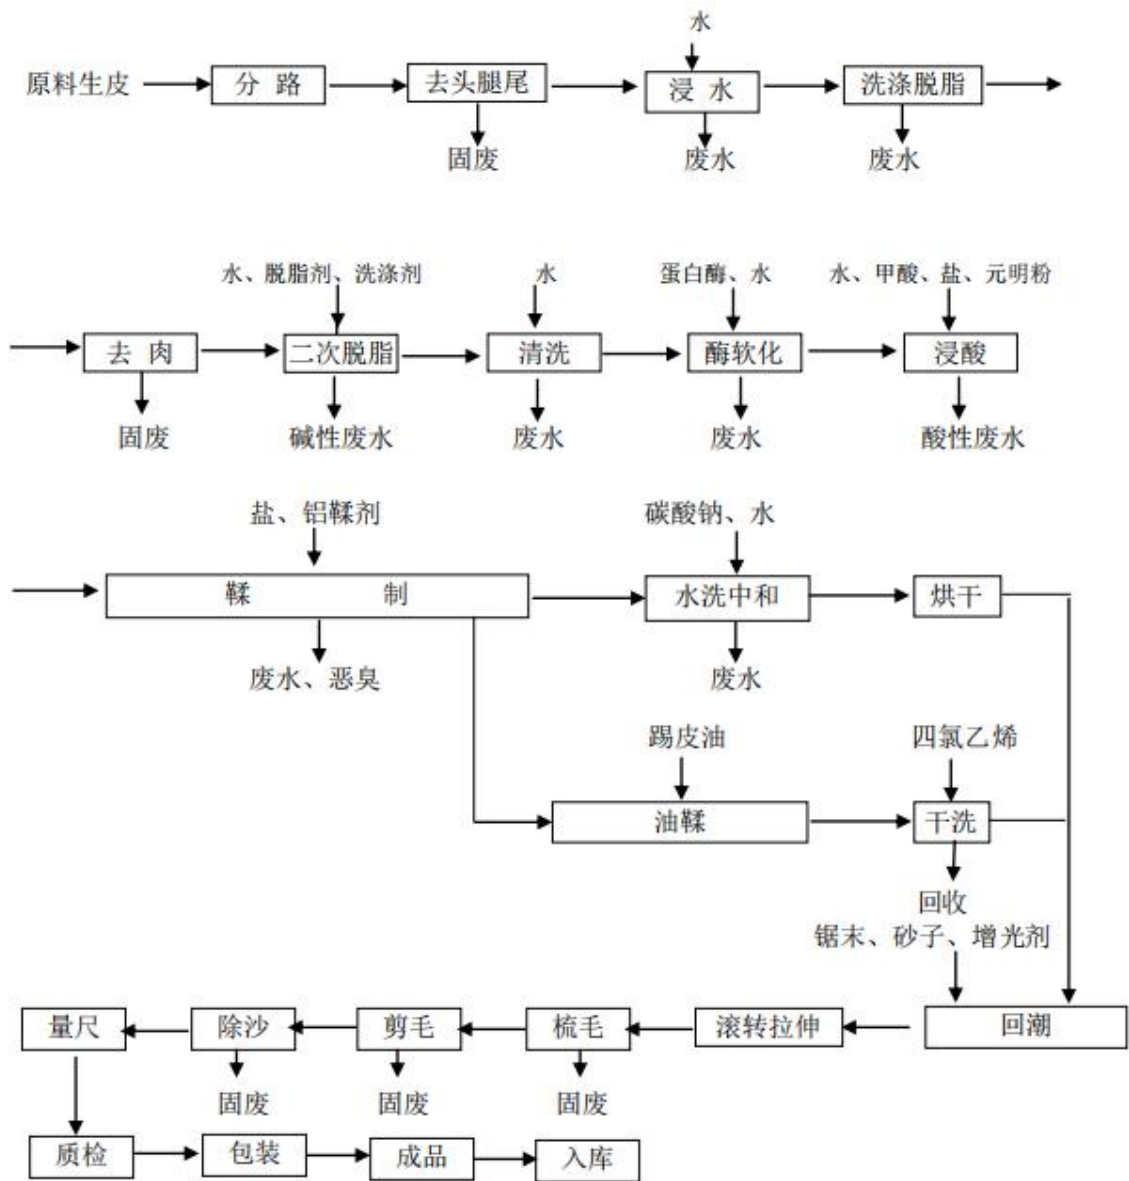 水
原料生皮 分 路 去头腿尾 浸 水 洗涤脱脂
固废 废水 废水
水、脱脂剂、洗涤剂 水 蛋白酶、水 水、甲酸、盐、元明粉
去 肉 二次脱脂 清洗 酶软化 浸酸
固废 碱性废水 废水 废水 酸性废水
盐、铝鞣剂 碳酸钠、水
鞣 制 水洗中和 烘干
废水、恶臭 废水
踢皮油 四氯乙烯
油鞣 干洗
回收
锯末、砂子、增光剂
量尺 除沙 剪毛 梳毛 滚转拉伸 回潮
固废 固废 固废
质检 包装 成品 入库